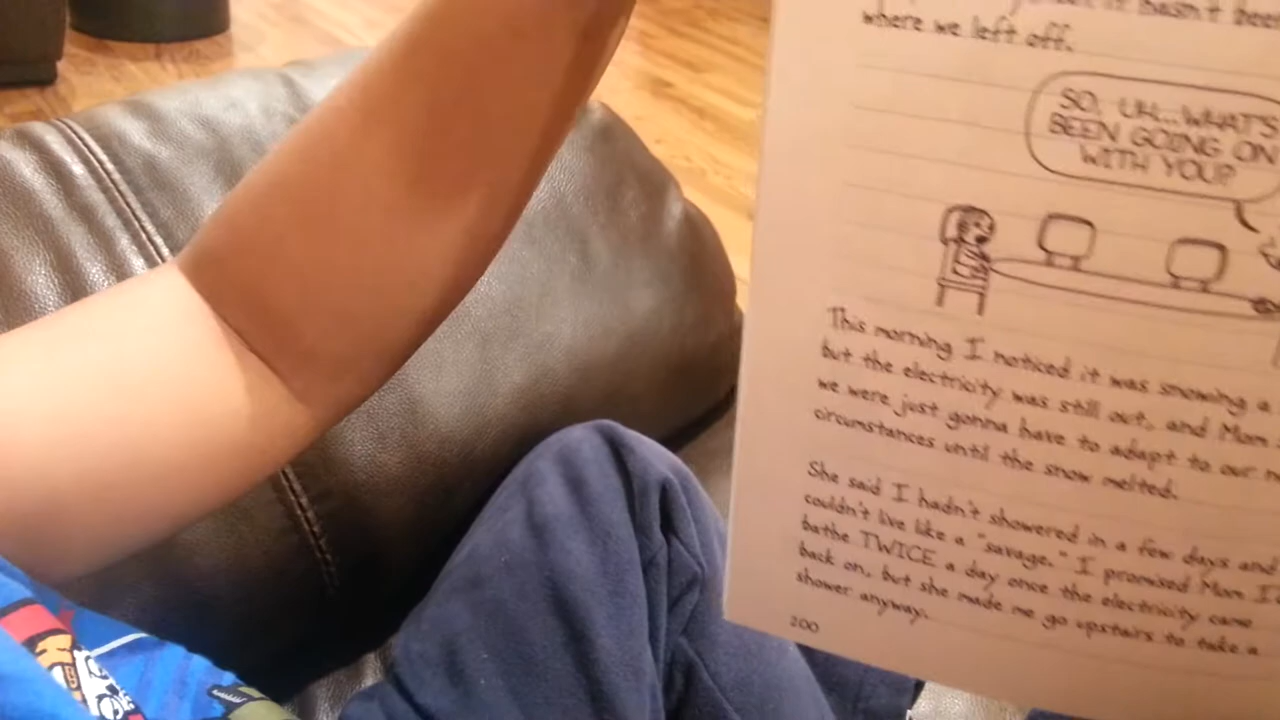 it hasn't bee
where we left off.
SO, UH...WHAT'S
BEEN GOING ON
WITH YOU?
This morning I noticed it was snowing a
but the electricity was still out, and Mom
we were just gonna have to adapt to our n
circumstances until the snow melted.
She said I hadn't showered in a few days and
couldn't live like a "savage." I promised Mom I'
bathe TWICE a day once the electricity came
back on, but she made me go upstairs to take a
shower anyway.
200